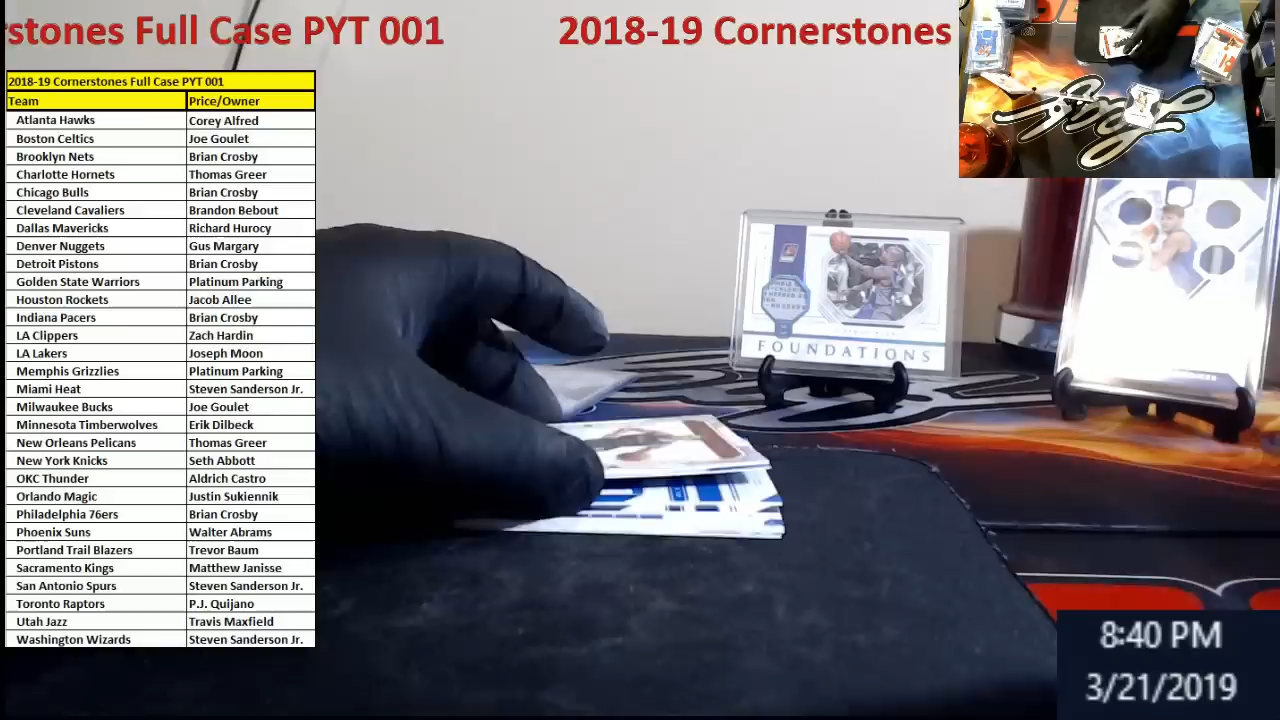 stones Full Case PYT 001 2018-19 Cornerstones
2018-19 Cornerstones Full Case PYT 001
Team Price/Owner
Atlanta Hawks Corey Alfred
Boston Celtics Joe Goulet
Brooklyn Nets Brian Crosby
Charlotte Hornets Thomas Greer
Chicago Bulls Brian Crosby
Cleveland Cavaliers Brandon Bebout
Dallas Mavericks Richard Hurocy
Denver Nuggets Gus Margary
Detroit Pistons Brian Crosby
Golden State Warriors Platinum Parking
Houston Rockets Jacob Allee
Indiana Pacers Brian Crosby
LA Clippers Zach Hardin
LA Lakers Joseph Moon
Memphis Grizzlies Platinum Parking
Miami Heat Steven Sanderson Jr.
Milwaukee Bucks Joe Goulet
Minnesota Timberwolves Erik Dilbeck
New Orleans Pelicans Thomas Greer
New York Knicks Seth Abbott
OKC Thunder Aldrich Castro
Orlando Magic Justin Sukiennik
Philadelphia 76ers Brian Crosby
Phoenix Suns Walter Abrams
Portland Trail Blazers Trevor Baum
Sacramento Kings Matthew Janisse
San Antonio Spurs Steven Sanderson Jr.
Toronto Raptors P.J. Quijano
Utah Jazz Travis Maxfield
Washington Wizards Steven Sanderson Jr.
FOUNDATIONS
8:40 PM
3/21/2019